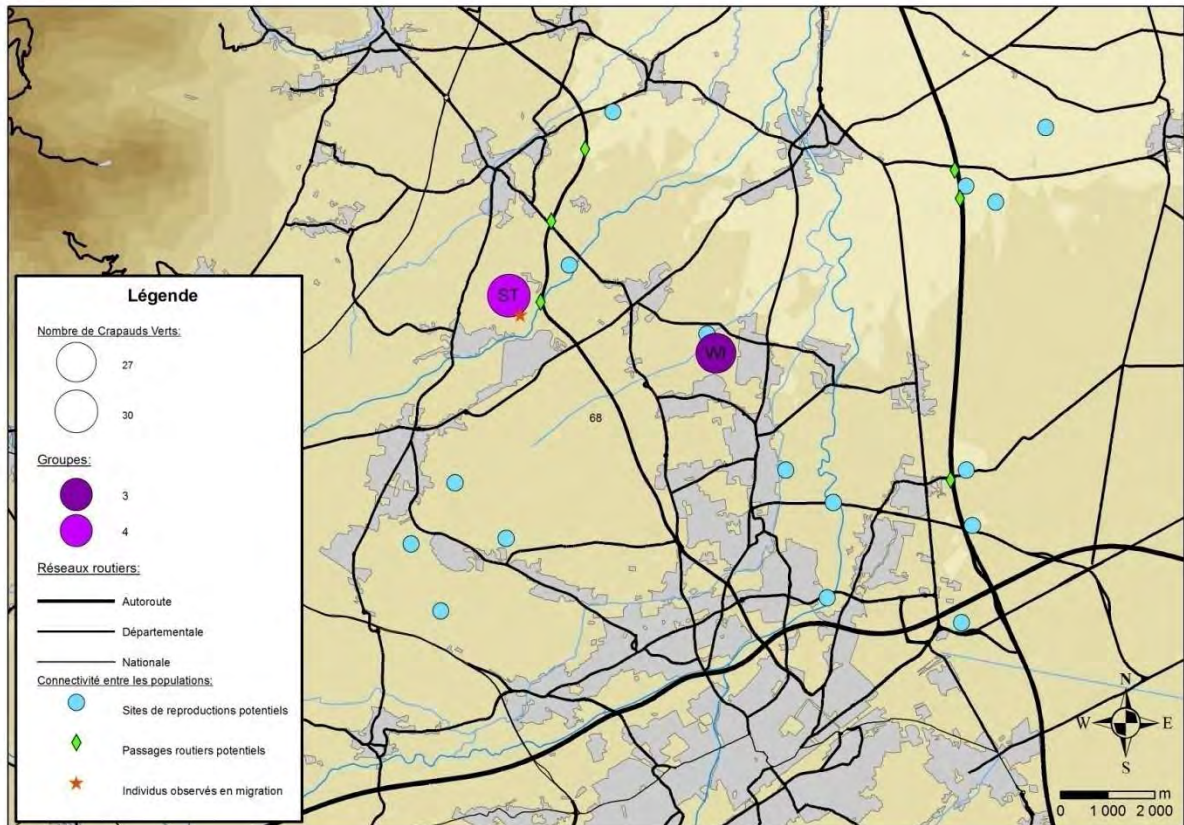 ST
WI
68
Légende
Nombre de Crapauds Verts:
27
30
Groupes:
3
4
Réseaux routiers:
Autoroute
Départementale
Nationale
Connectivité entre les populations:
Sites de reproductions potentiels
Passages routiers potentiels
Individus observés en migration
N
W E
S
m
0 1 000 2 000